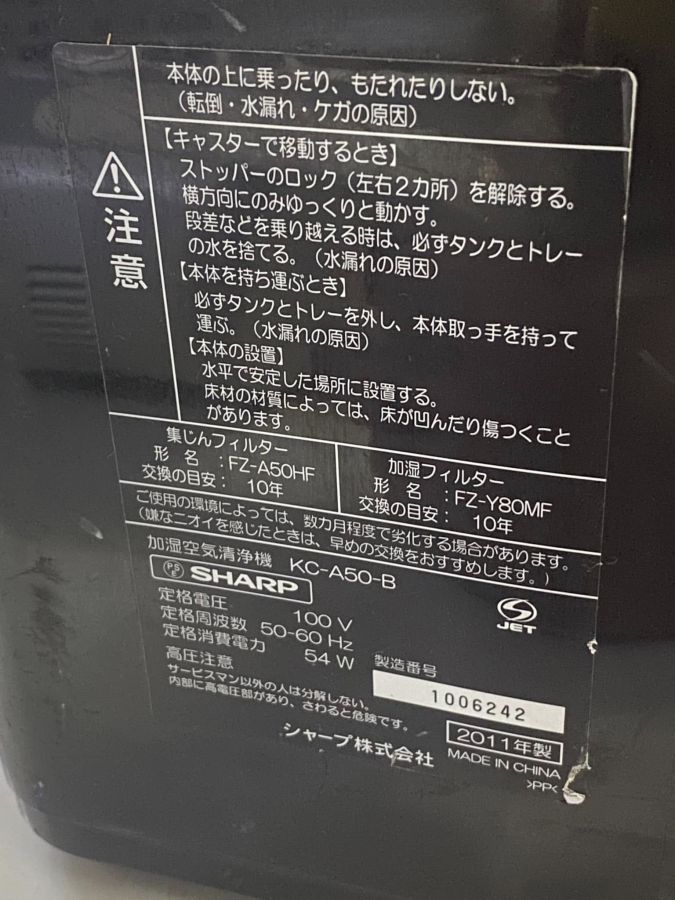 本体の上に乗ったり、もたれたりしない。
（転倒・水漏れ・ケガの原因）
注意
【キャスターで移動するとき】
ストッパーのロック（左右2カ所）を解除する。
横方向にのみゆっくりと動かす。
段差などを乗り越える時は、必ずタンクとトレー
の水を捨てる。（水漏れの原因）
【本体を持ち運ぶとき】
必ずタンクとトレーを外し、本体取っ手を持って
運ぶ。（水漏れの原因）
【本体の設置】
水平で安定した場所に設置する。
床材の材質によっては、床が凹んだり傷つくこと
があります。
集じんフィルター
形名：FZ-A50HF
交換の目安：10年
加湿フィルター
形名：FZ-Y80MF
交換の目安：10年
ご使用の環境によっては、数カ月程度で劣化する場合があります。
（嫌なニオイを感じたときは、早めの交換をおすすめします。）
加湿空気清浄機 KC-A50-B
PSE SHARP
定格電圧 100 V
定格周波数 50-60 Hz
定格消費電力 54 W
高圧注意
サービスマン以外の人は分解しない。
内部に高電圧部があり、さわると危険です。
シャープ株式会社
S
JET
製造番号
1006242
2011年製
MADE IN CHINA
>PP<